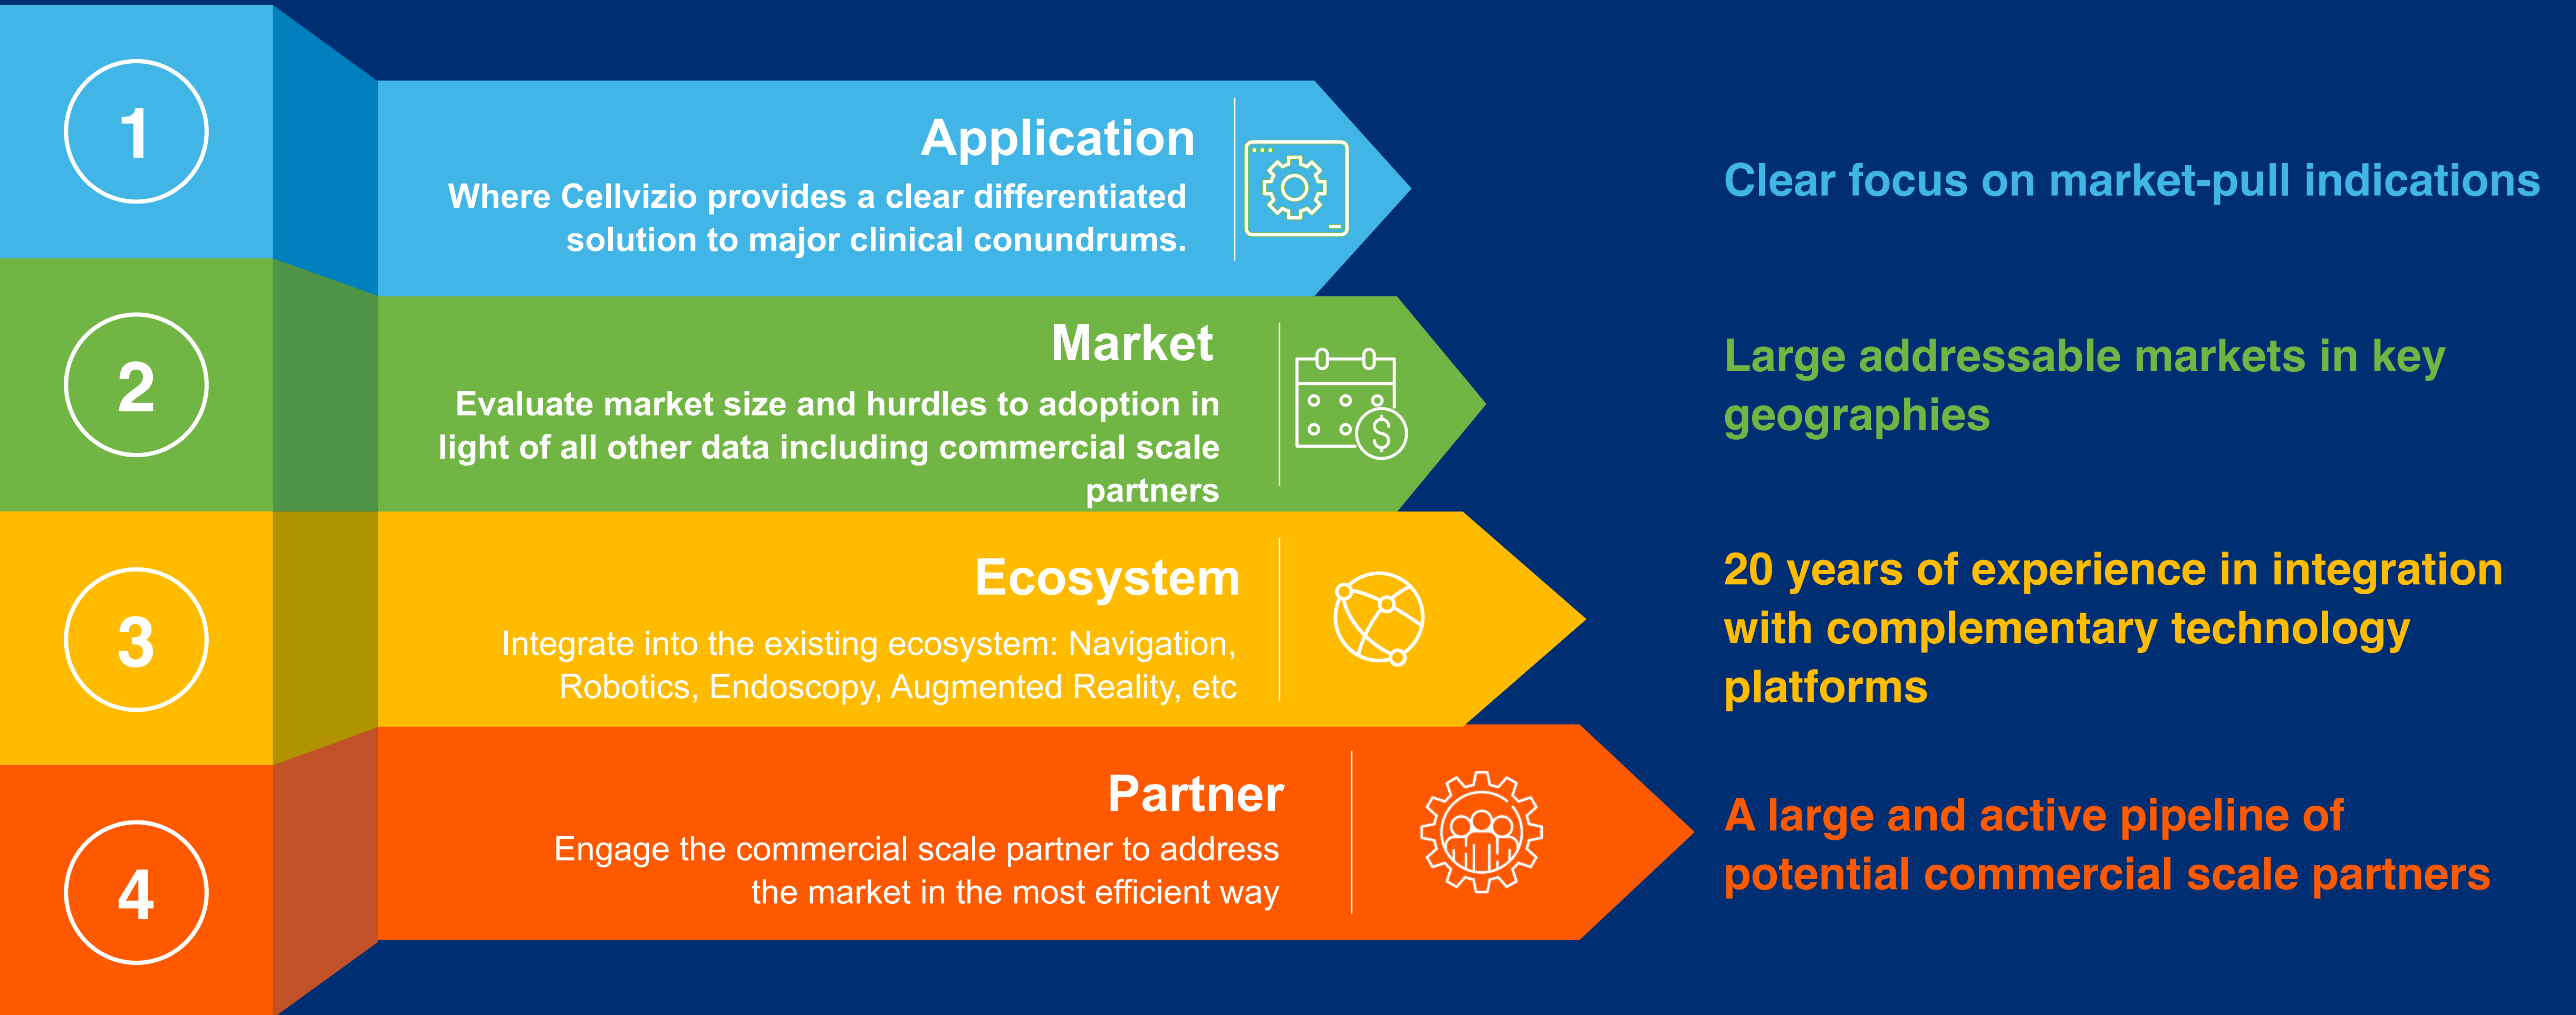 1
Application
Where Cellvizio provides a clear differentiated
solution to major clinical conundrums.
Clear focus on market-pull indications
2
Market
Evaluate market size and hurdles to adoption in
light of all other data including commercial scale
partners
Large addressable markets in key
geographies
3
Ecosystem
Integrate into the existing ecosystem: Navigation,
Robotics, Endoscopy, Augmented Reality, etc
20 years of experience in integration
with complementary technology
platforms
4
Partner
Engage the commercial scale partner to address
the market in the most efficient way
A large and active pipeline of
potential commercial scale partners